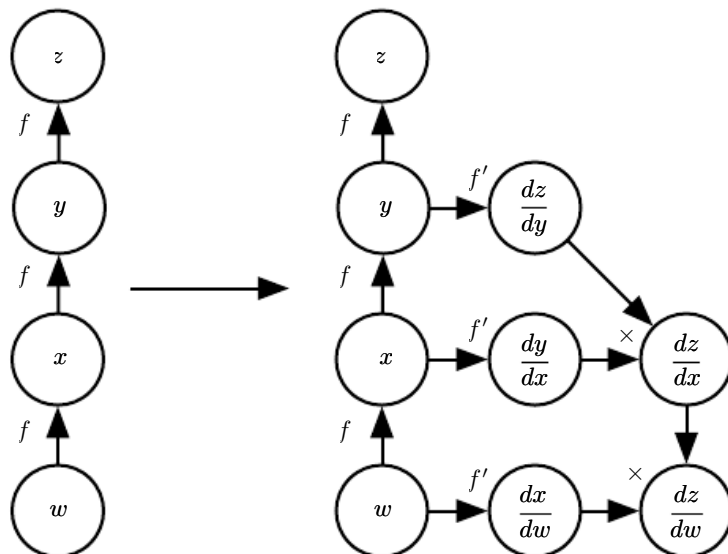 z z
f f
y f′ dz/dy
f f
x f′ dy/dx × dz/dx
f f
w f′ dx/dw × dz/dw